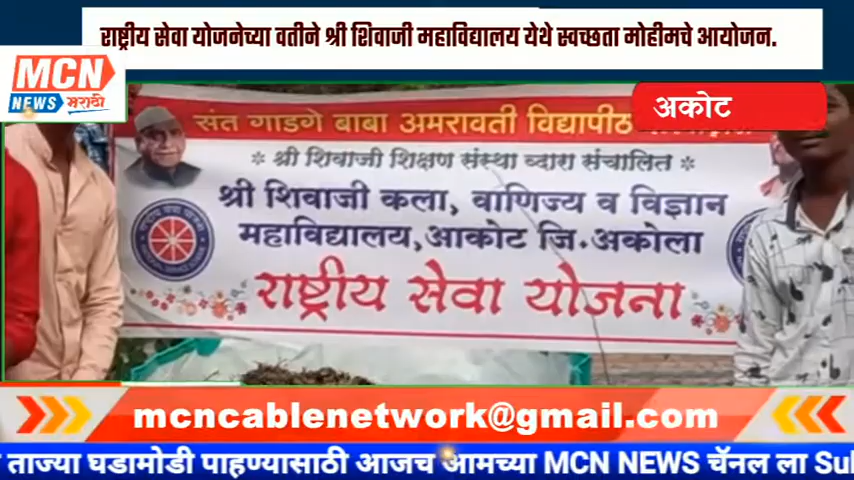 राष्ट्रीय सेवा योजनेच्या वतीने श्री शिवाजी महाविद्यालय येथे स्वच्छता मोहीमचे आयोजन.
MCN
NEWS मराठी
अकोट
संत गाडगे बाबा अमरावती विद्यापीठ
* श्री शिवाजी शिक्षण संस्था व्दारा संचालित *
श्री शिवाजी कला, वाणिज्य व विज्ञान
महाविद्यालय,आकोट जि.अकोला
राष्ट्रीय सेवा योजना
mcncablenetwork@gmail.com
ताज्या घडामोडी पाहण्यासाठी आजच आमच्या MCN NEWS चॅनल ला Sul